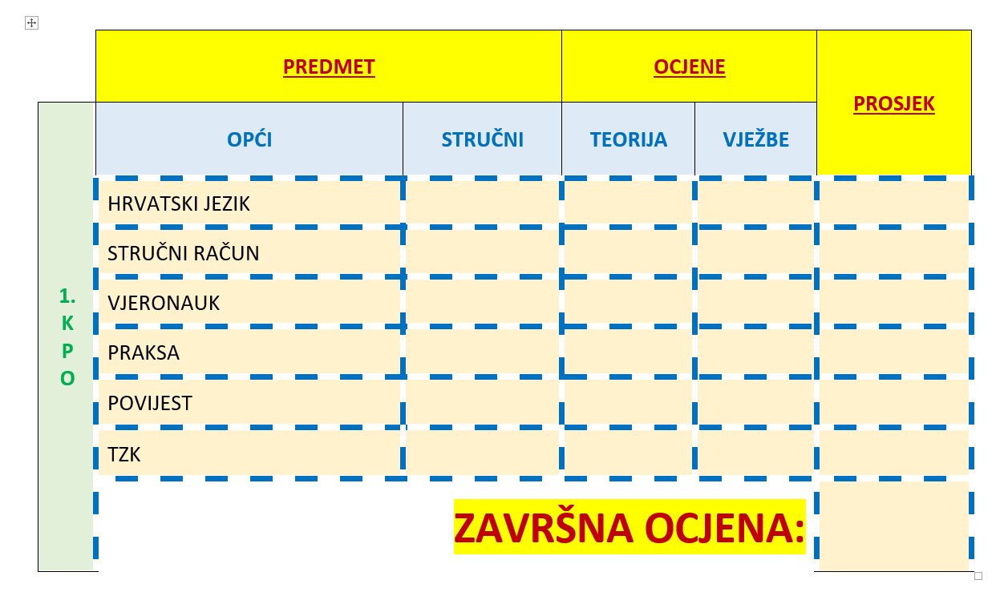 PREDMET
OCJENE
PROSJEK
OPĆI
STRUČNI
TEORIJA
VJEŽBE
1.
K
P
O
HRVATSKI JEZIK
STRUČNI RAČUN
VJERONAUK
PRAKSA
POVIJEST
TZK
ZAVRŠNA OCJENA: